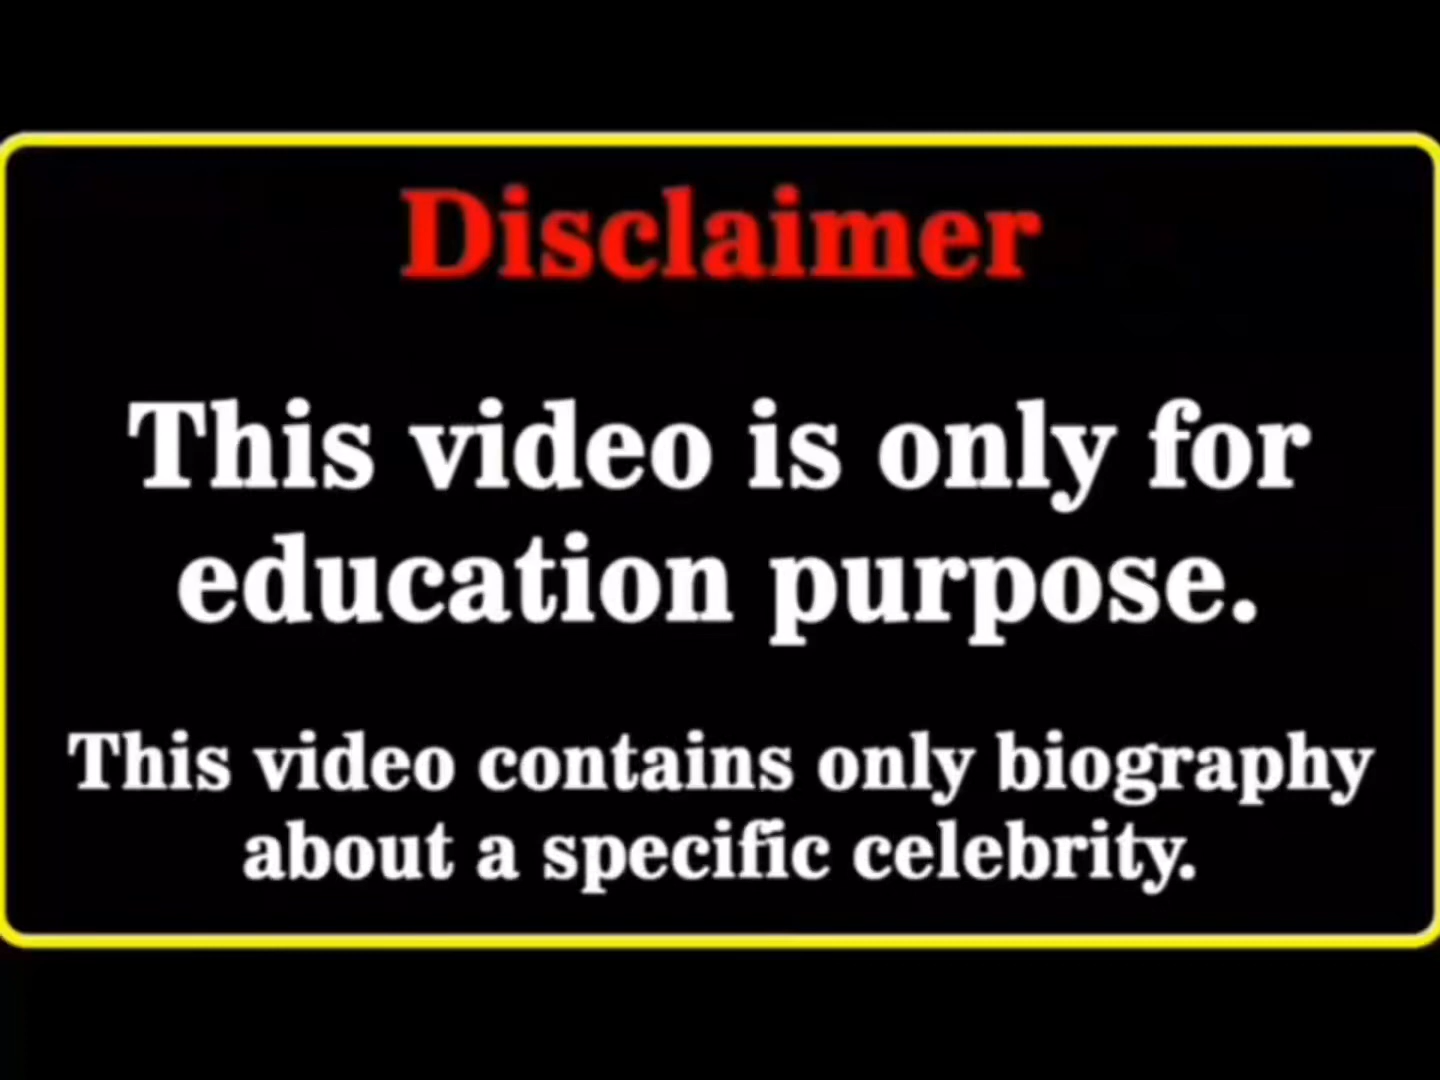 Disclaimer
This video is only for
education purpose.
This video contains only biography
about a specific celebrity.